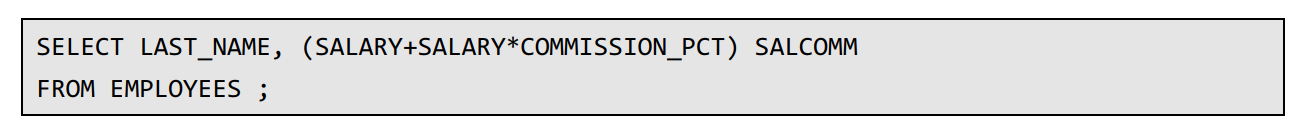 SELECT LAST_NAME, (SALARY+SALARY*COMMISSION_PCT) SALCOMM
FROM EMPLOYEES ;